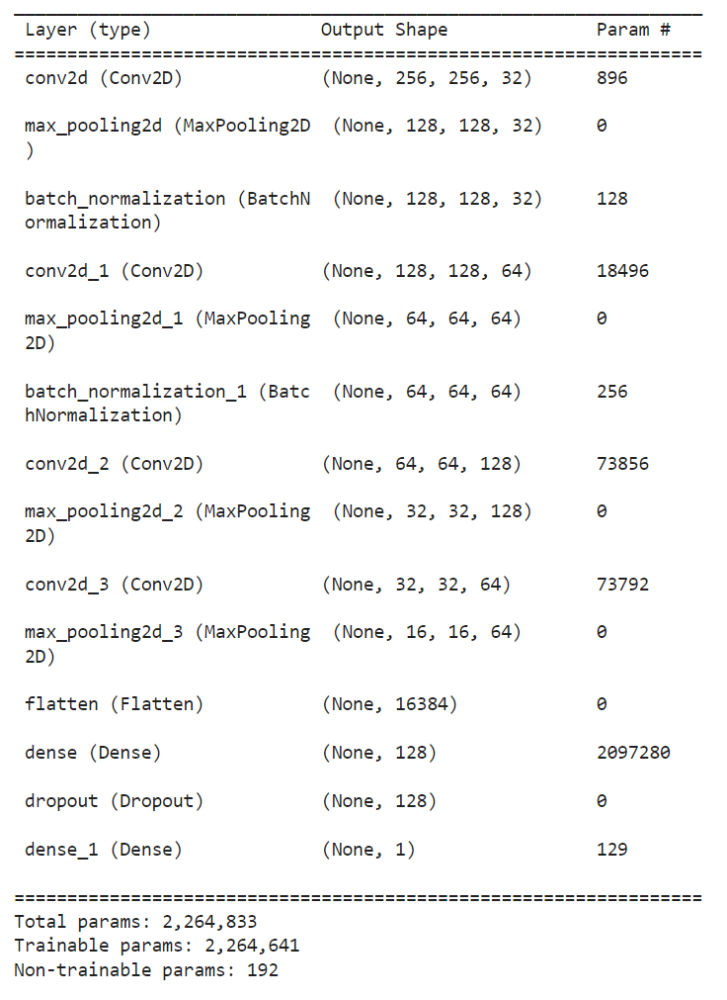 Layer (type) Output Shape Param #
=================================================================
conv2d (Conv2D) (None, 256, 256, 32) 896
max_pooling2d (MaxPooling2D (None, 128, 128, 32) 0
)
batch_normalization (BatchN (None, 128, 128, 32) 128
ormalization)
conv2d_1 (Conv2D) (None, 128, 128, 64) 18496
max_pooling2d_1 (MaxPooling (None, 64, 64, 64) 0
2D)
batch_normalization_1 (Batc (None, 64, 64, 64) 256
hNormalization)
conv2d_2 (Conv2D) (None, 64, 64, 128) 73856
max_pooling2d_2 (MaxPooling (None, 32, 32, 128) 0
2D)
conv2d_3 (Conv2D) (None, 32, 32, 64) 73792
max_pooling2d_3 (MaxPooling (None, 16, 16, 64) 0
2D)
flatten (Flatten) (None, 16384) 0
dense (Dense) (None, 128) 2097280
dropout (Dropout) (None, 128) 0
dense_1 (Dense) (None, 1) 129
=================================================================
Total params: 2,264,833
Trainable params: 2,264,641
Non-trainable params: 192